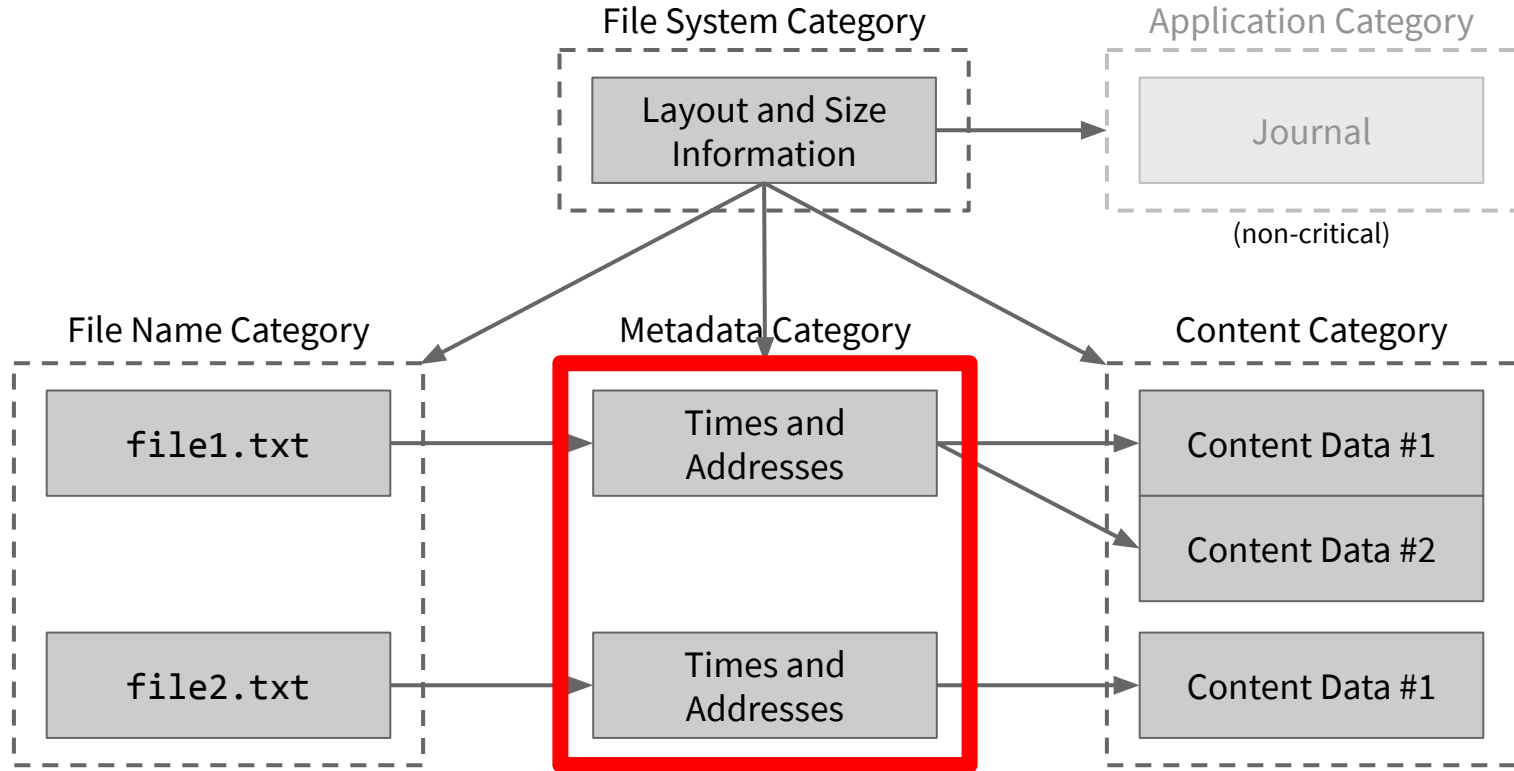 File System Category
Application Category
Layout and Size
Information
Journal
(non-critical)
File Name Category
Metadata Category
Content Category
file1.txt
Times and
Addresses
Content Data #1
Content Data #2
file2.txt
Times and
Addresses
Content Data #1